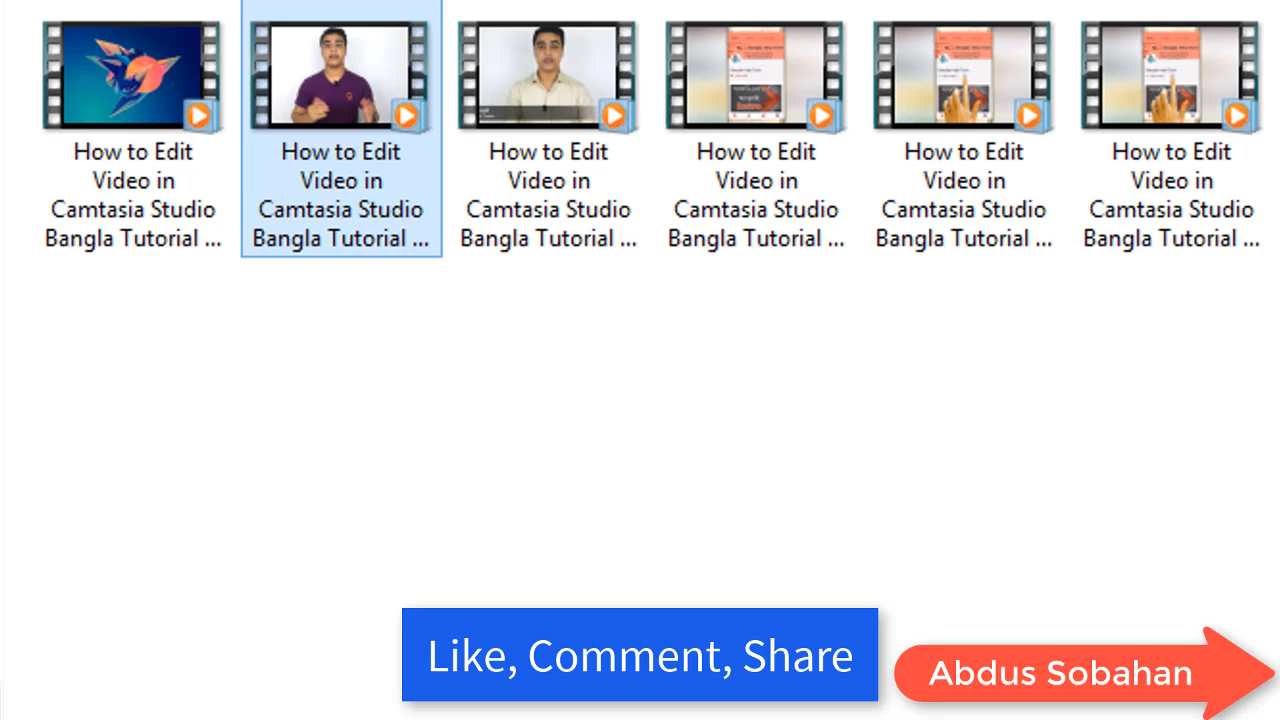 How to Edit
Video in
Camtasia Studio
Bangla Tutorial ...
How to Edit
Video in
Camtasia Studio
Bangla Tutorial ...
How to Edit
Video in
Camtasia Studio
Bangla Tutorial ...
How to Edit
Video in
Camtasia Studio
Bangla Tutorial ...
How to Edit
Video in
Camtasia Studio
Bangla Tutorial ...
How to Edit
Video in
Camtasia Studio
Bangla Tutorial ...
Like, Comment, Share
Abdus Sobahan